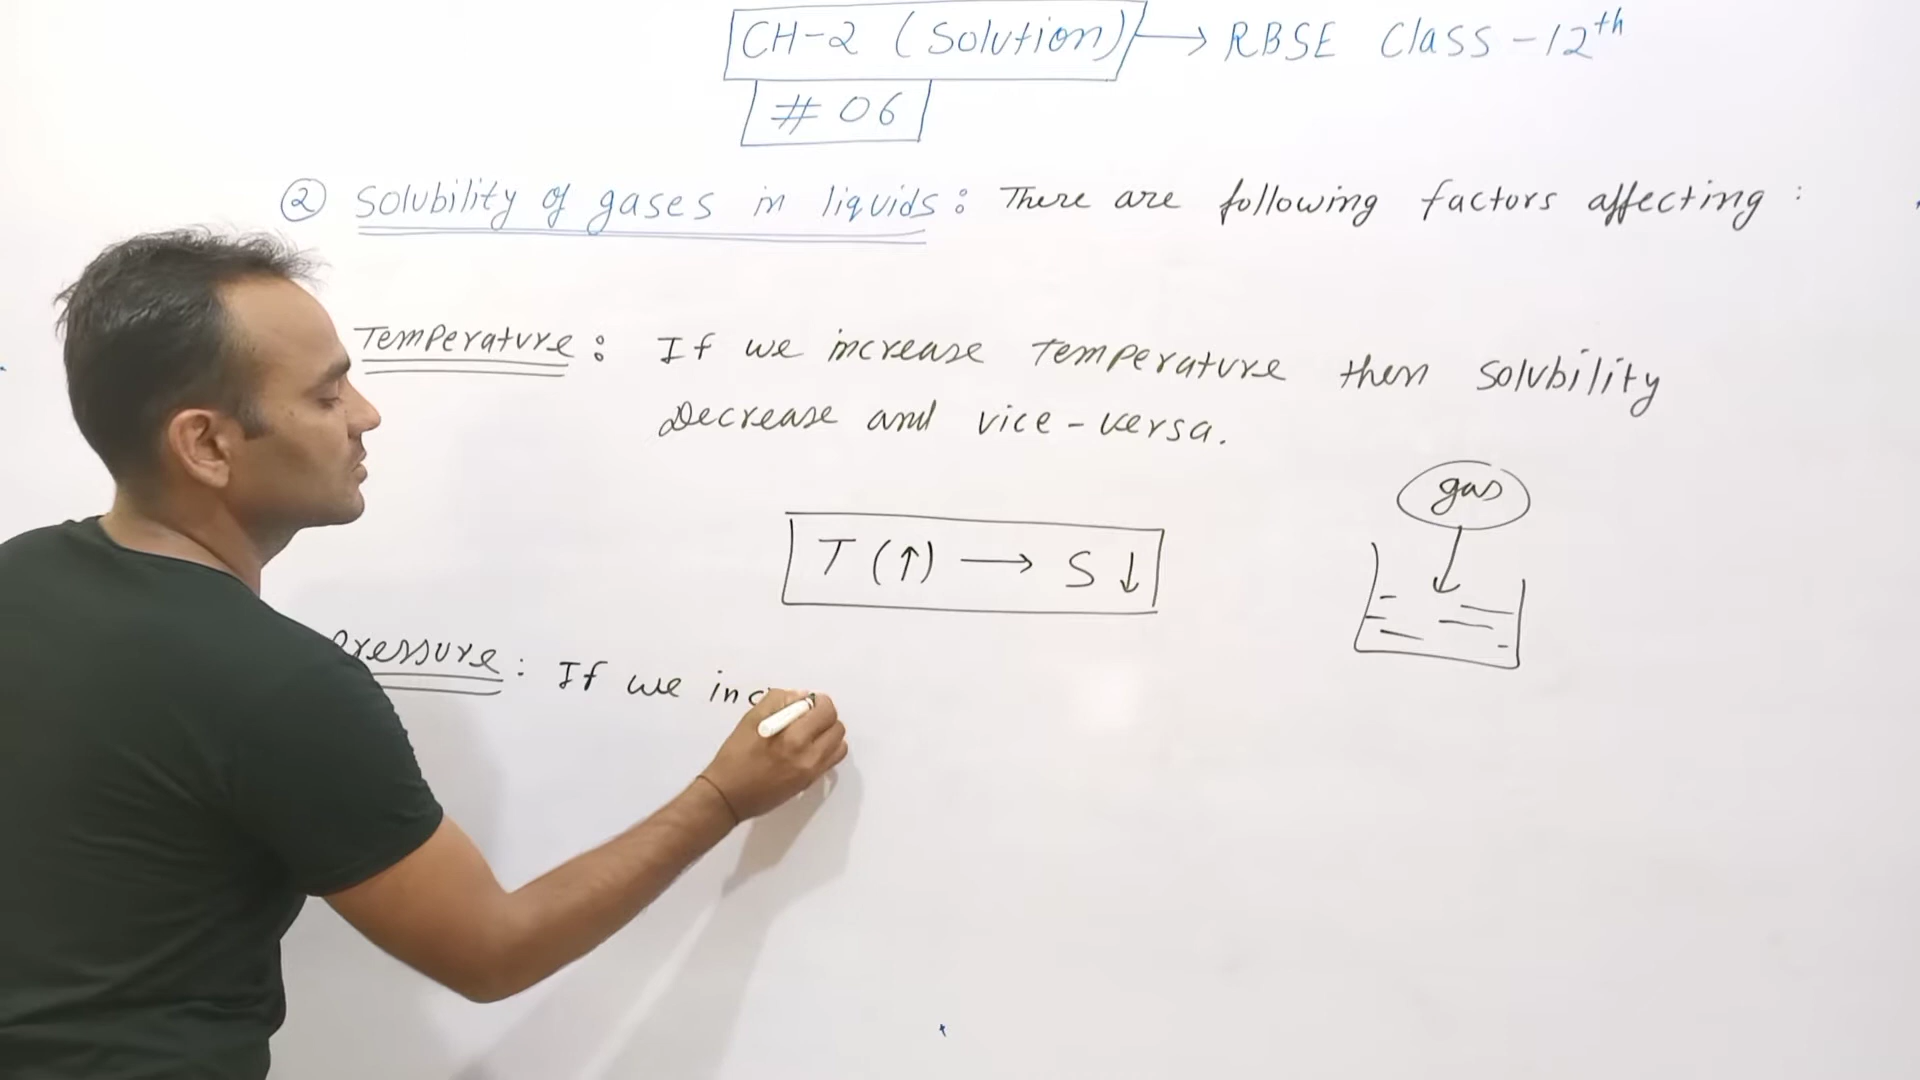 CH-2 (Solution) → RBSE Class-12th
# 06
② Solubility of gases in liquids: There are following factors affecting :
Temperature: If we increase Temperature then Solubility
Decrease and vice-versa.
gas
T (↑) → S ↓
Pressure: If we inc